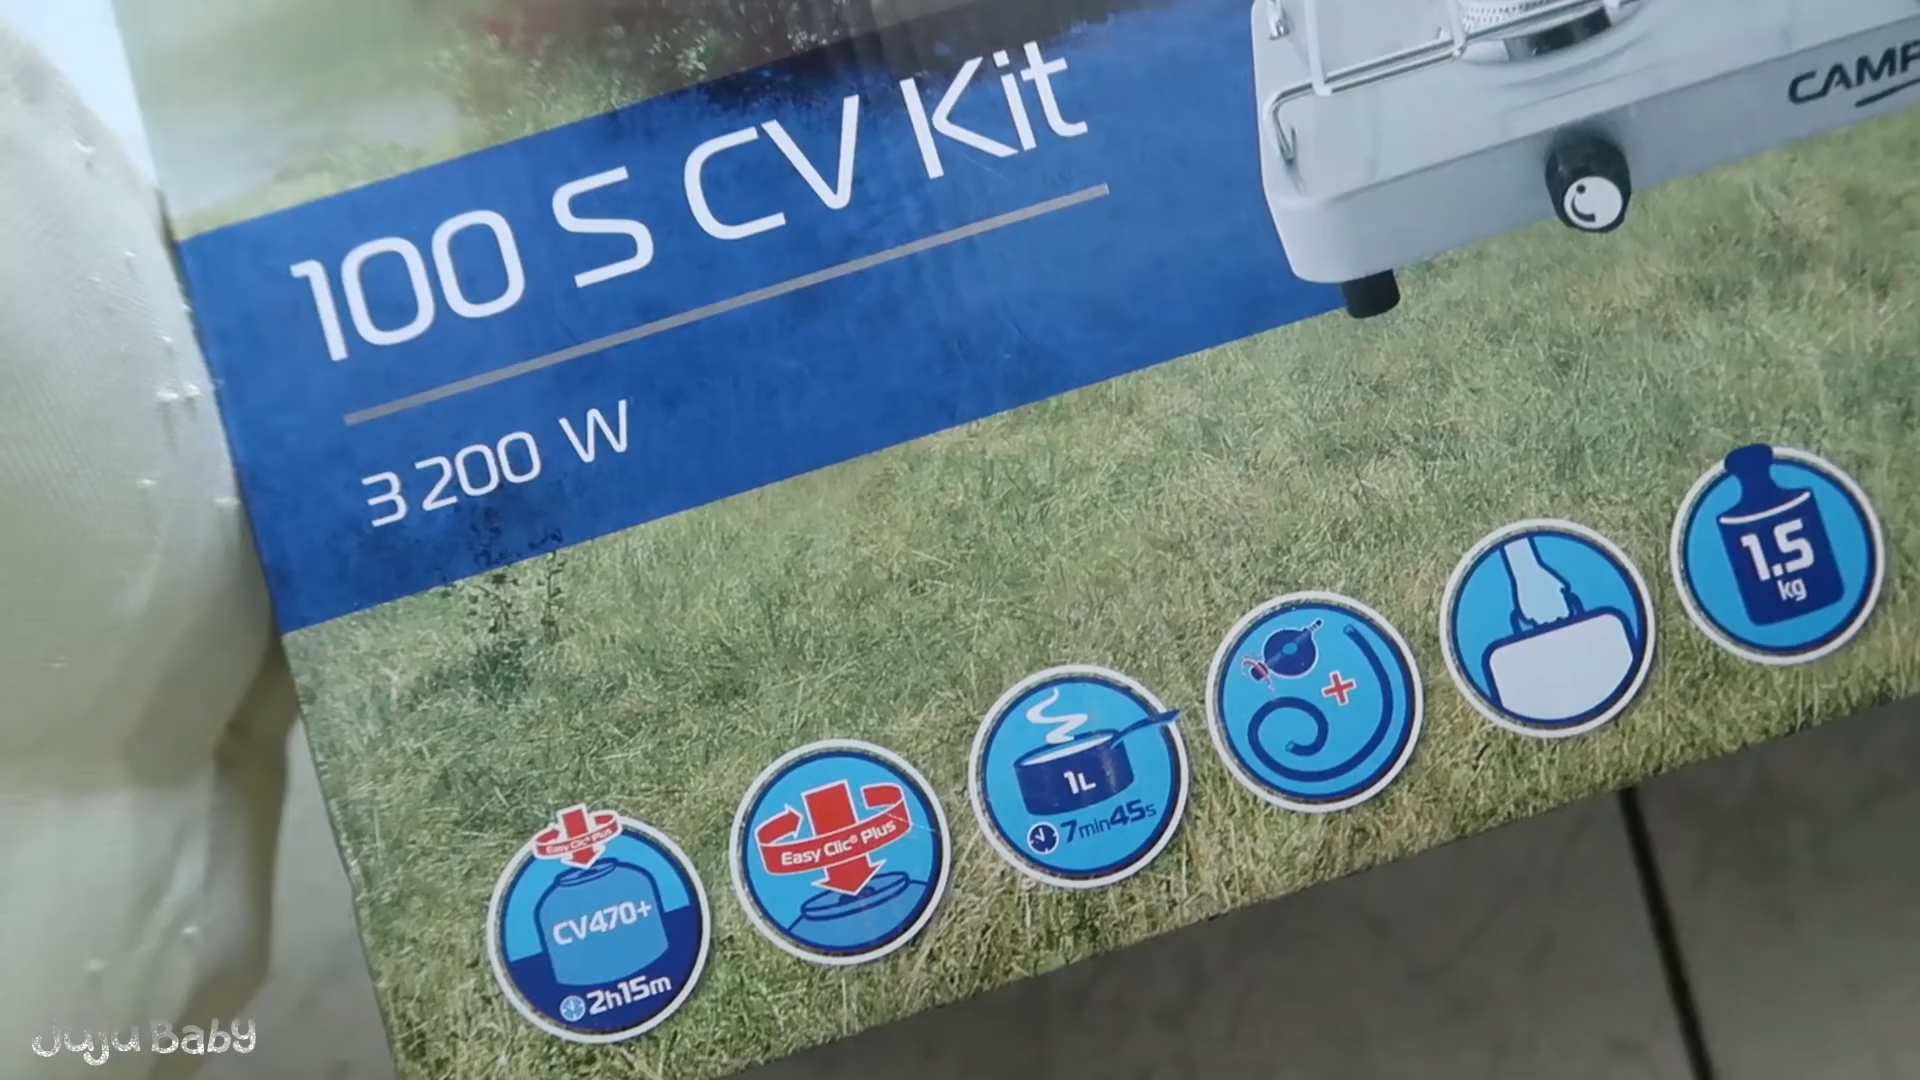 100 S CV Kit
3 200 W
CAMP
Easy Clic® Plus
CV470+
2h15m
Easy Clic® Plus
1L
7min45s
1.5
kg
Juju Baby